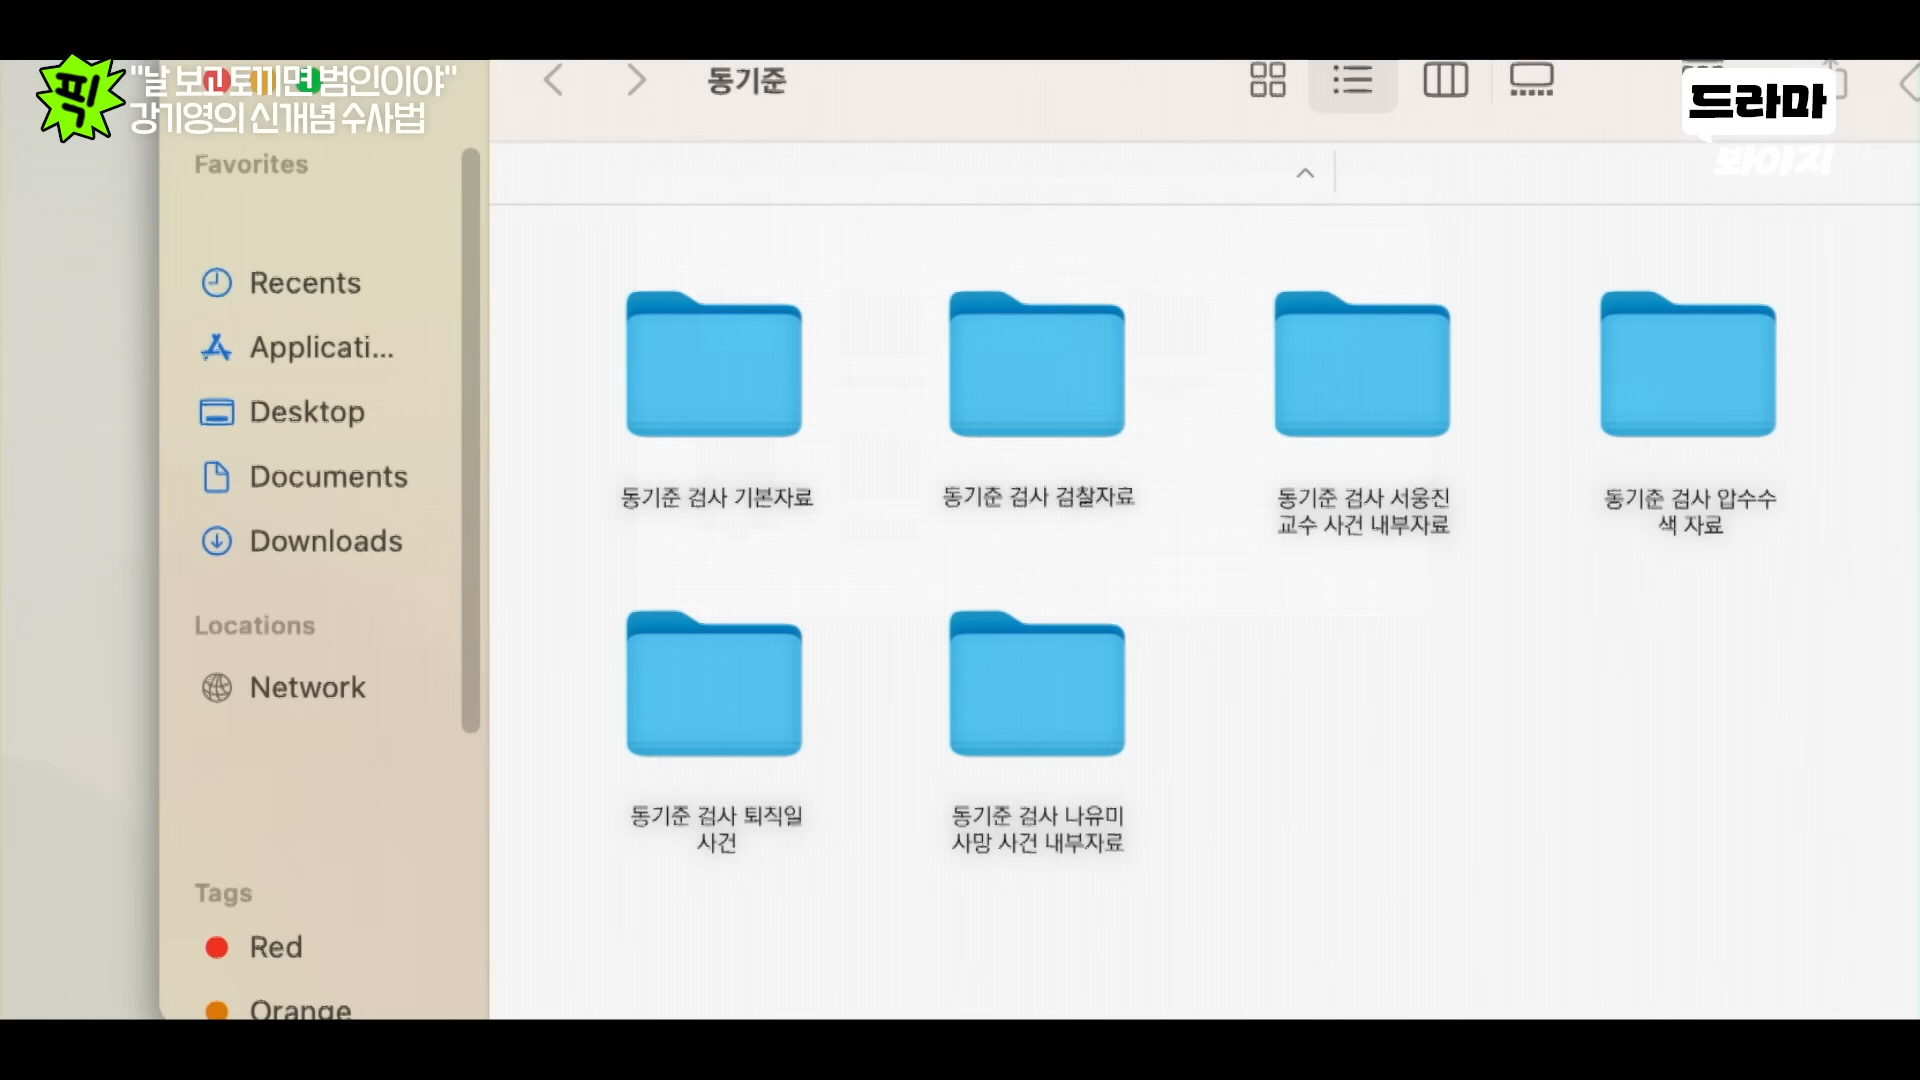 픽
"날 보고 토끼면 범인이야"
강기영의 신개념 수사법
동기준
드라마
봐야지
Favorites
Recents
Applicati...
Desktop
Documents
Downloads
Locations
Network
Tags
Red
Orange
동기준 검사 기본자료
동기준 검사 검찰자료
동기준 검사 서웅진
교수 사건 내부자료
동기준 검사 압수수
색 자료
동기준 검사 퇴직일
사건
동기준 검사 나유미
사망 사건 내부자료